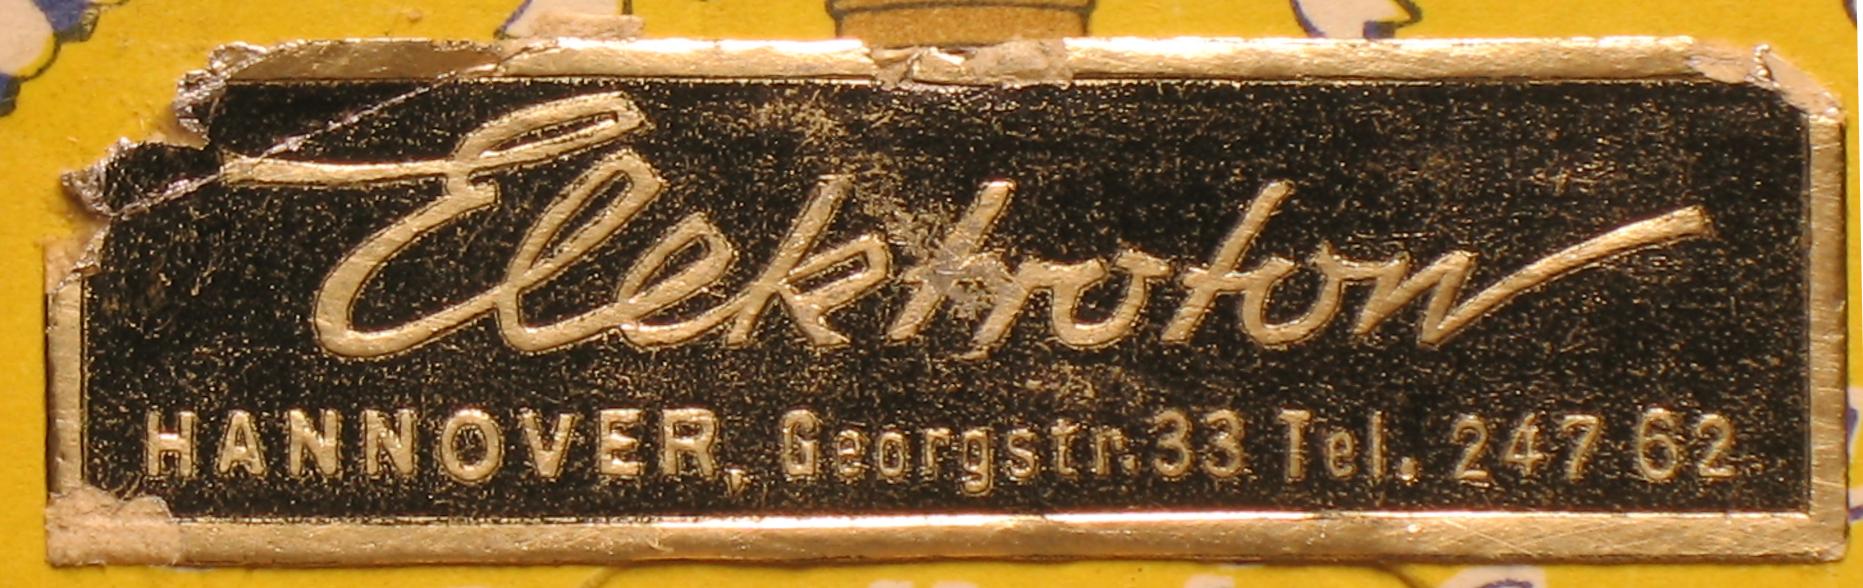 Elektroton
HANNOVER, Georgstr. 33 Tel. 247 62